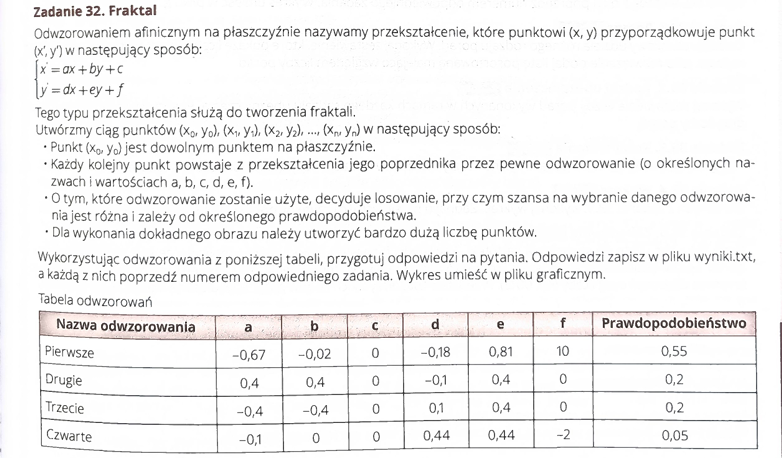 Zadanie 32. Fraktal
Odwzorowaniem afinicznym na płaszczyźnie nazywamy przekształcenie, które punktowi (x, y) przyporządkowuje punkt
(x', y') w następujący sposób:
x' = ax + by + c
y' = dx + ey + f
Tego typu przekształcenia służą do tworzenia fraktali.
Utwórzmy ciąg punktów (x₀, y₀), (x₁, y₁), (x₂, y₂), ..., (xₙ, yₙ) w następujący sposób:
• Punkt (x₀, y₀) jest dowolnym punktem na płaszczyźnie.
• Każdy kolejny punkt powstaje z przekształcenia jego poprzednika przez pewne odwzorowanie (o określonych na-
zwach i wartościach a, b, c, d, e, f).
• O tym, które odwzorowanie zostanie użyte, decyduje losowanie, przy czym szansa na wybranie danego odwzorowa-
nia jest różna i zależy od określonego prawdopodobieństwa.
• Dla wykonania dokładnego obrazu należy utworzyć bardzo dużą liczbę punktów.
Wykorzystując odwzorowania z poniższej tabeli, przygotuj odpowiedzi na pytania. Odpowiedzi zapisz w pliku wyniki.txt,
a każdą z nich poprzedź numerem odpowiedniego zadania. Wykres umieść w pliku graficznym.
Tabela odwzorowań
Nazwa odwzorowania a b c d e f Prawdopodobieństwo
Pierwsze −0,67 −0,02 0 −0,18 0,81 10 0,55
Drugie 0,4 0,4 0 −0,1 0,4 0 0,2
Trzecie −0,4 −0,4 0 0,1 0,4 0 0,2
Czwarte −0,1 0 0 0,44 0,44 −2 0,05